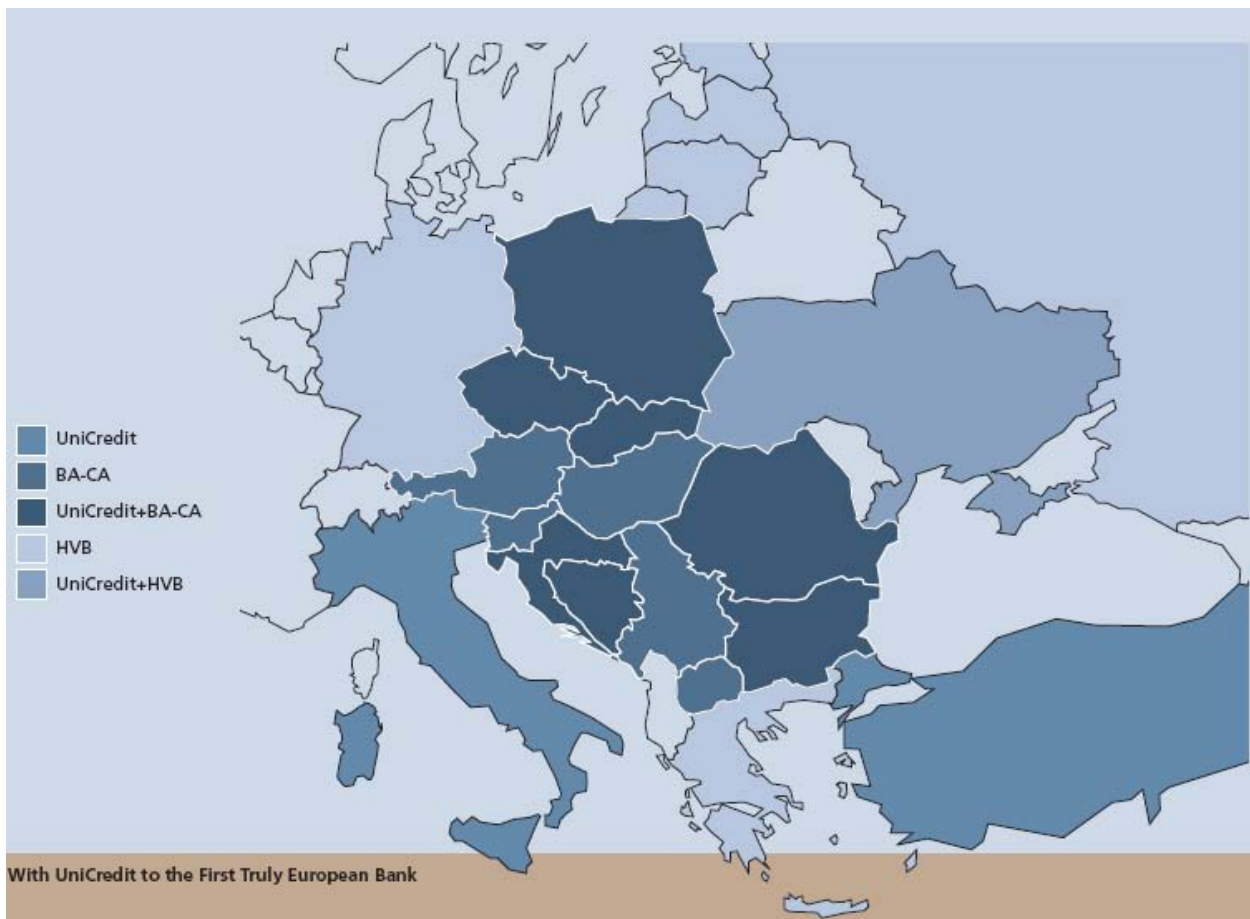 UniCredit
BA-CA
UniCredit+BA-CA
HVB
UniCredit+HVB
With UniCredit to the First Truly European Bank